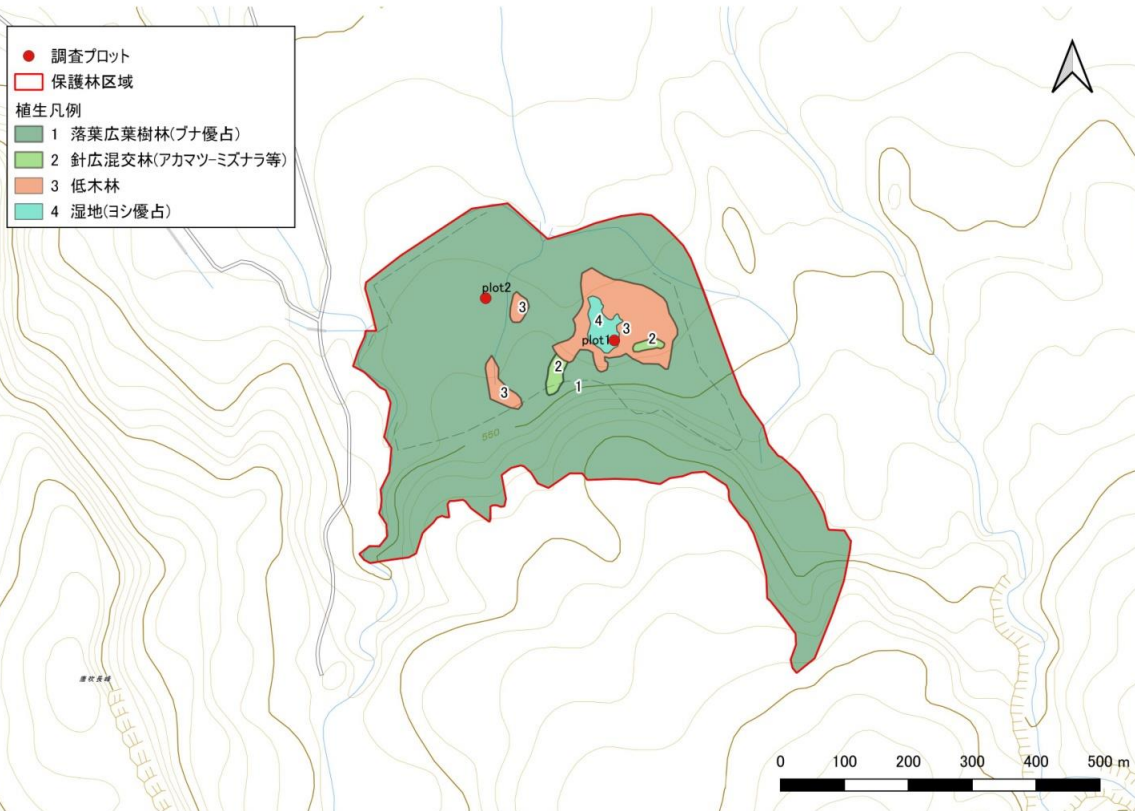 調査プロット
保護林区域
植生凡例
1 落葉広葉樹林(ブナ優占)
2 針広混交林(アカマツ-ミズナラ等)
3 低木林
4 湿地(ヨシ優占)
plot2
3
4
3
plot1
2
2
3
1
550
0 100 200 300 400 500 m